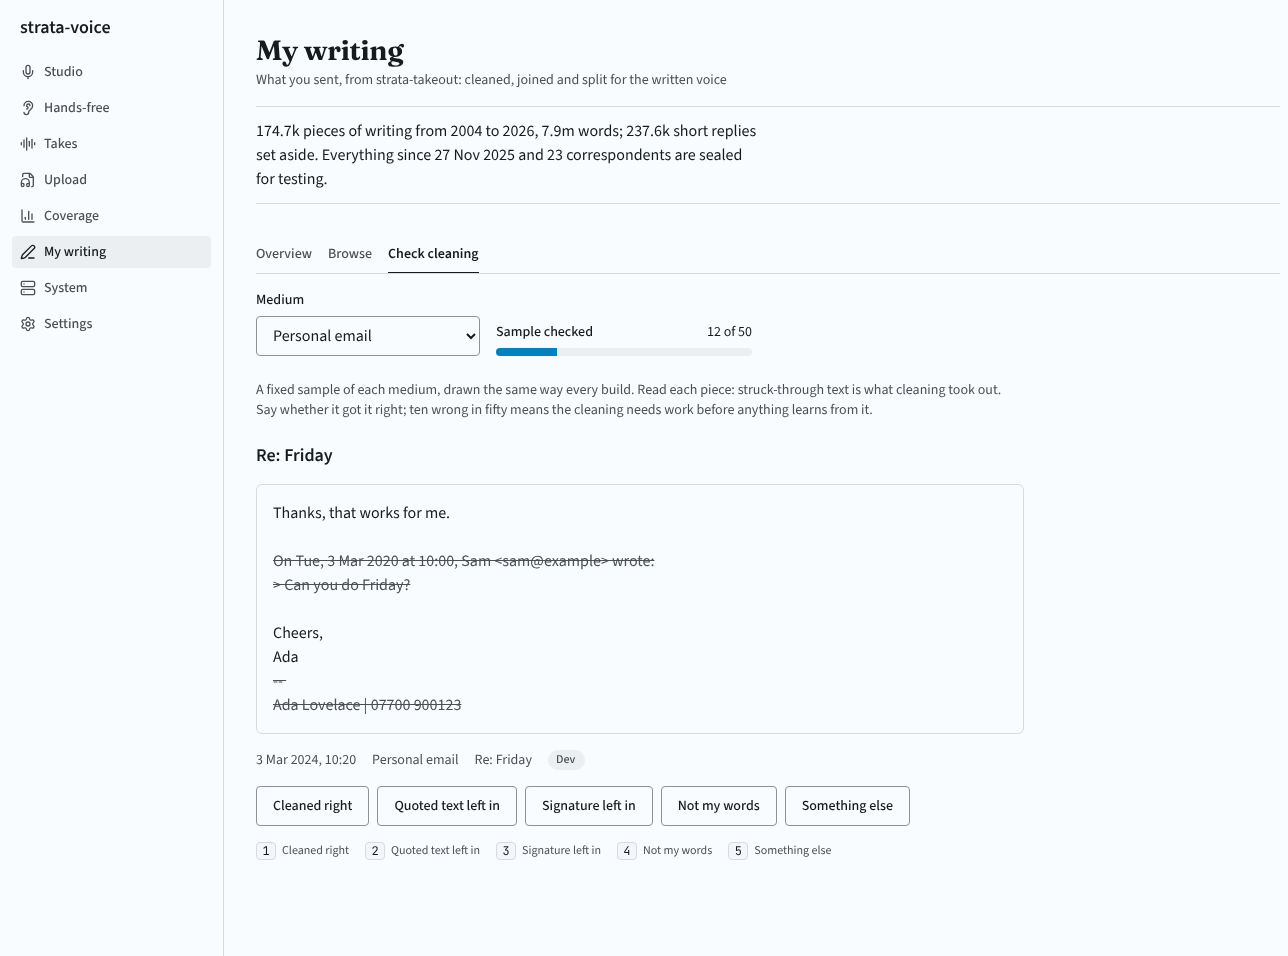 strata-voice
Studio
Hands-free
Takes
Upload
Coverage
My writing
System
Settings
My writing
What you sent, from strata-takeout: cleaned, joined and split for the written voice
174.7k pieces of writing from 2004 to 2026, 7.9m words; 237.6k short replies
set aside. Everything since 27 Nov 2025 and 23 correspondents are sealed
for testing.
Overview Browse Check cleaning
Medium
Personal email
Sample checked 12 of 50
A fixed sample of each medium, drawn the same way every build. Read each piece: struck-through text is what cleaning took out.
Say whether it got it right; ten wrong in fifty means the cleaning needs work before anything learns from it.
Re: Friday
Thanks, that works for me.
On Tue, 3 Mar 2020 at 10:00, Sam <sam@example> wrote:
> Can you do Friday?
Cheers,
Ada
--
Ada Lovelace | 07700 900123
3 Mar 2024, 10:20 Personal email Re: Friday Dev
Cleaned right Quoted text left in Signature left in Not my words Something else
1 Cleaned right 2 Quoted text left in 3 Signature left in 4 Not my words 5 Something else